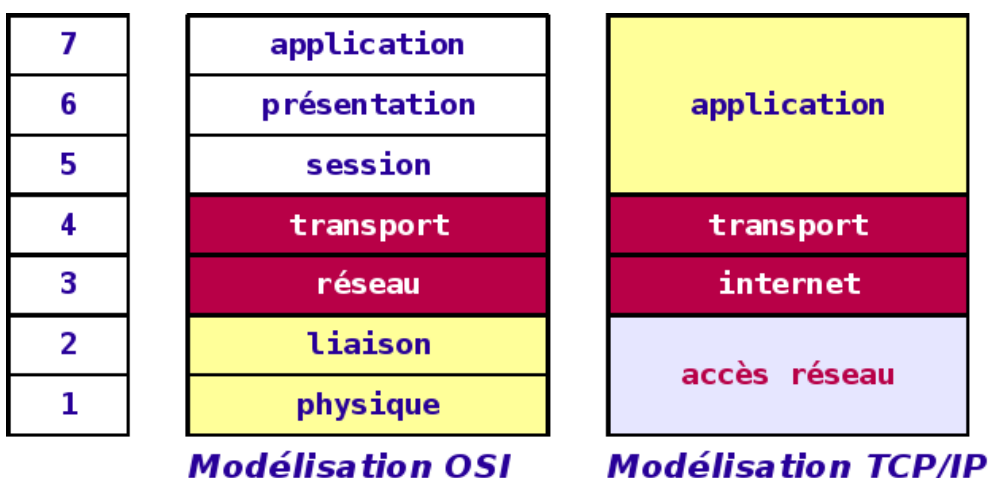 7 application
6 présentation application
5 session
4 transport transport
3 réseau internet
2 liaison
accès réseau
1 physique
Modélisation OSI Modélisation TCP/IP